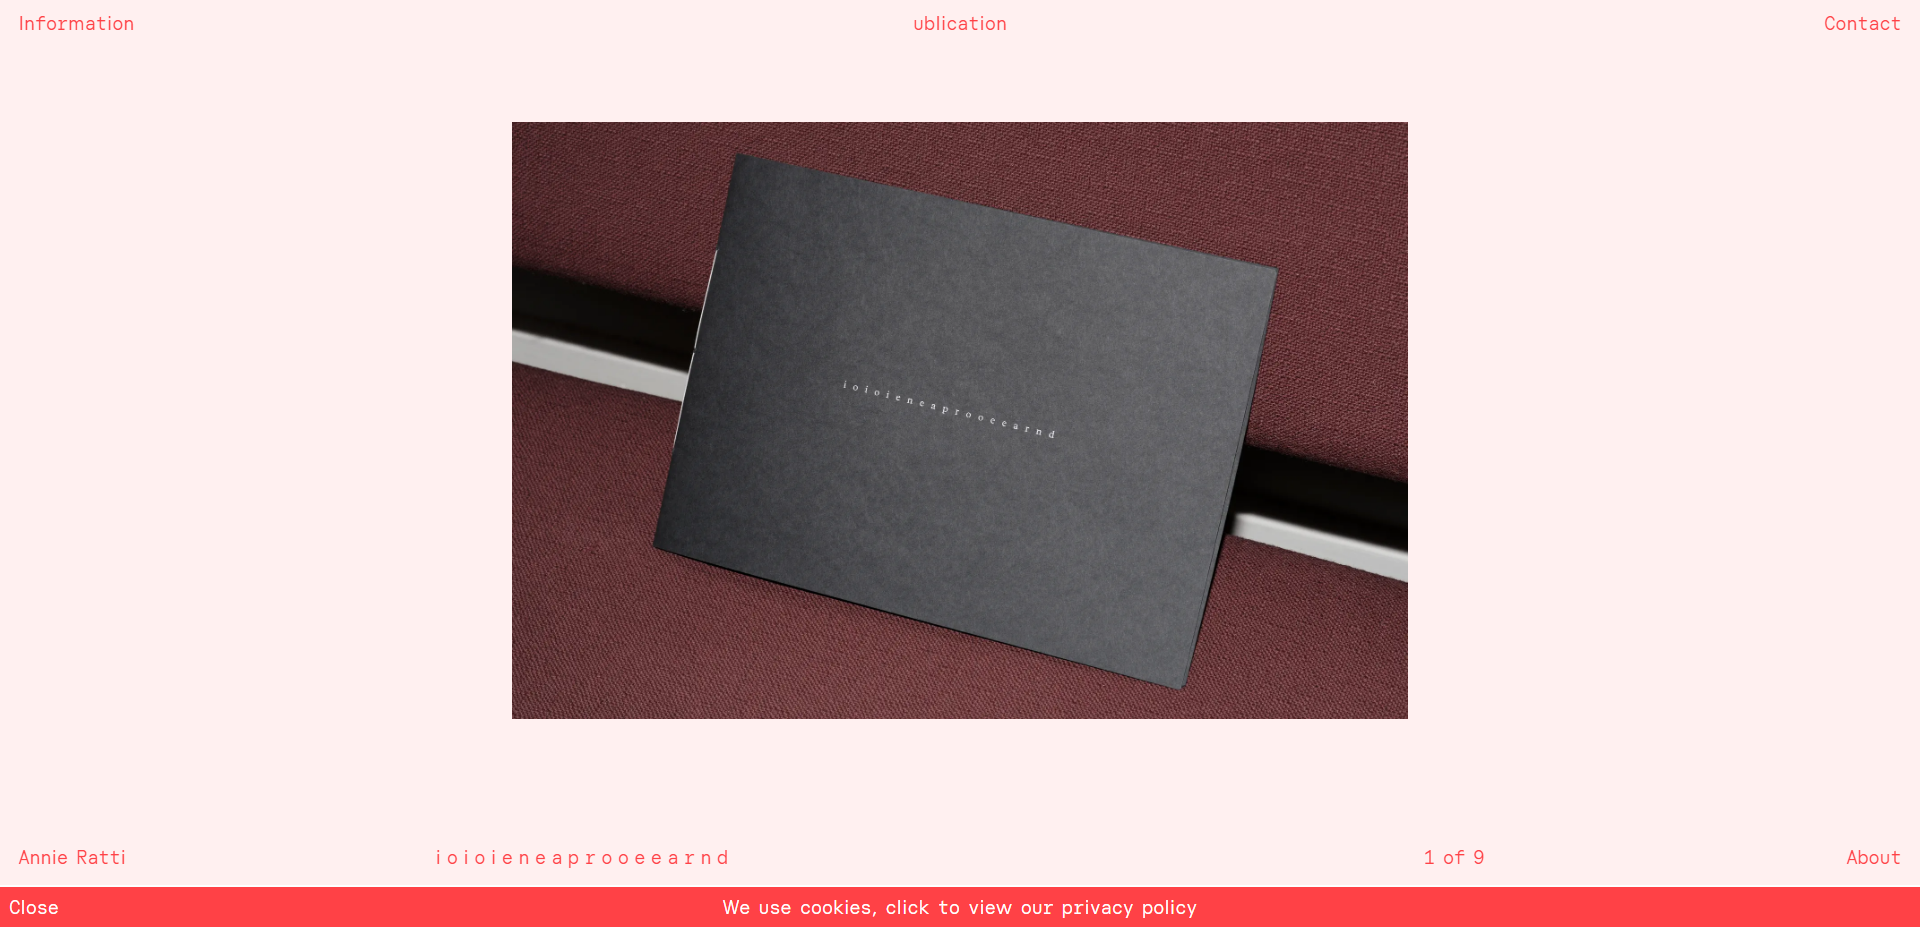 Information
ublication
Contact
i o i o i e n e a p r o o e e a r n d
Annie Ratti
i o i o i e n e a p r o o e e a r n d
1 of 9
About
Close
We use cookies, click to view our privacy policy